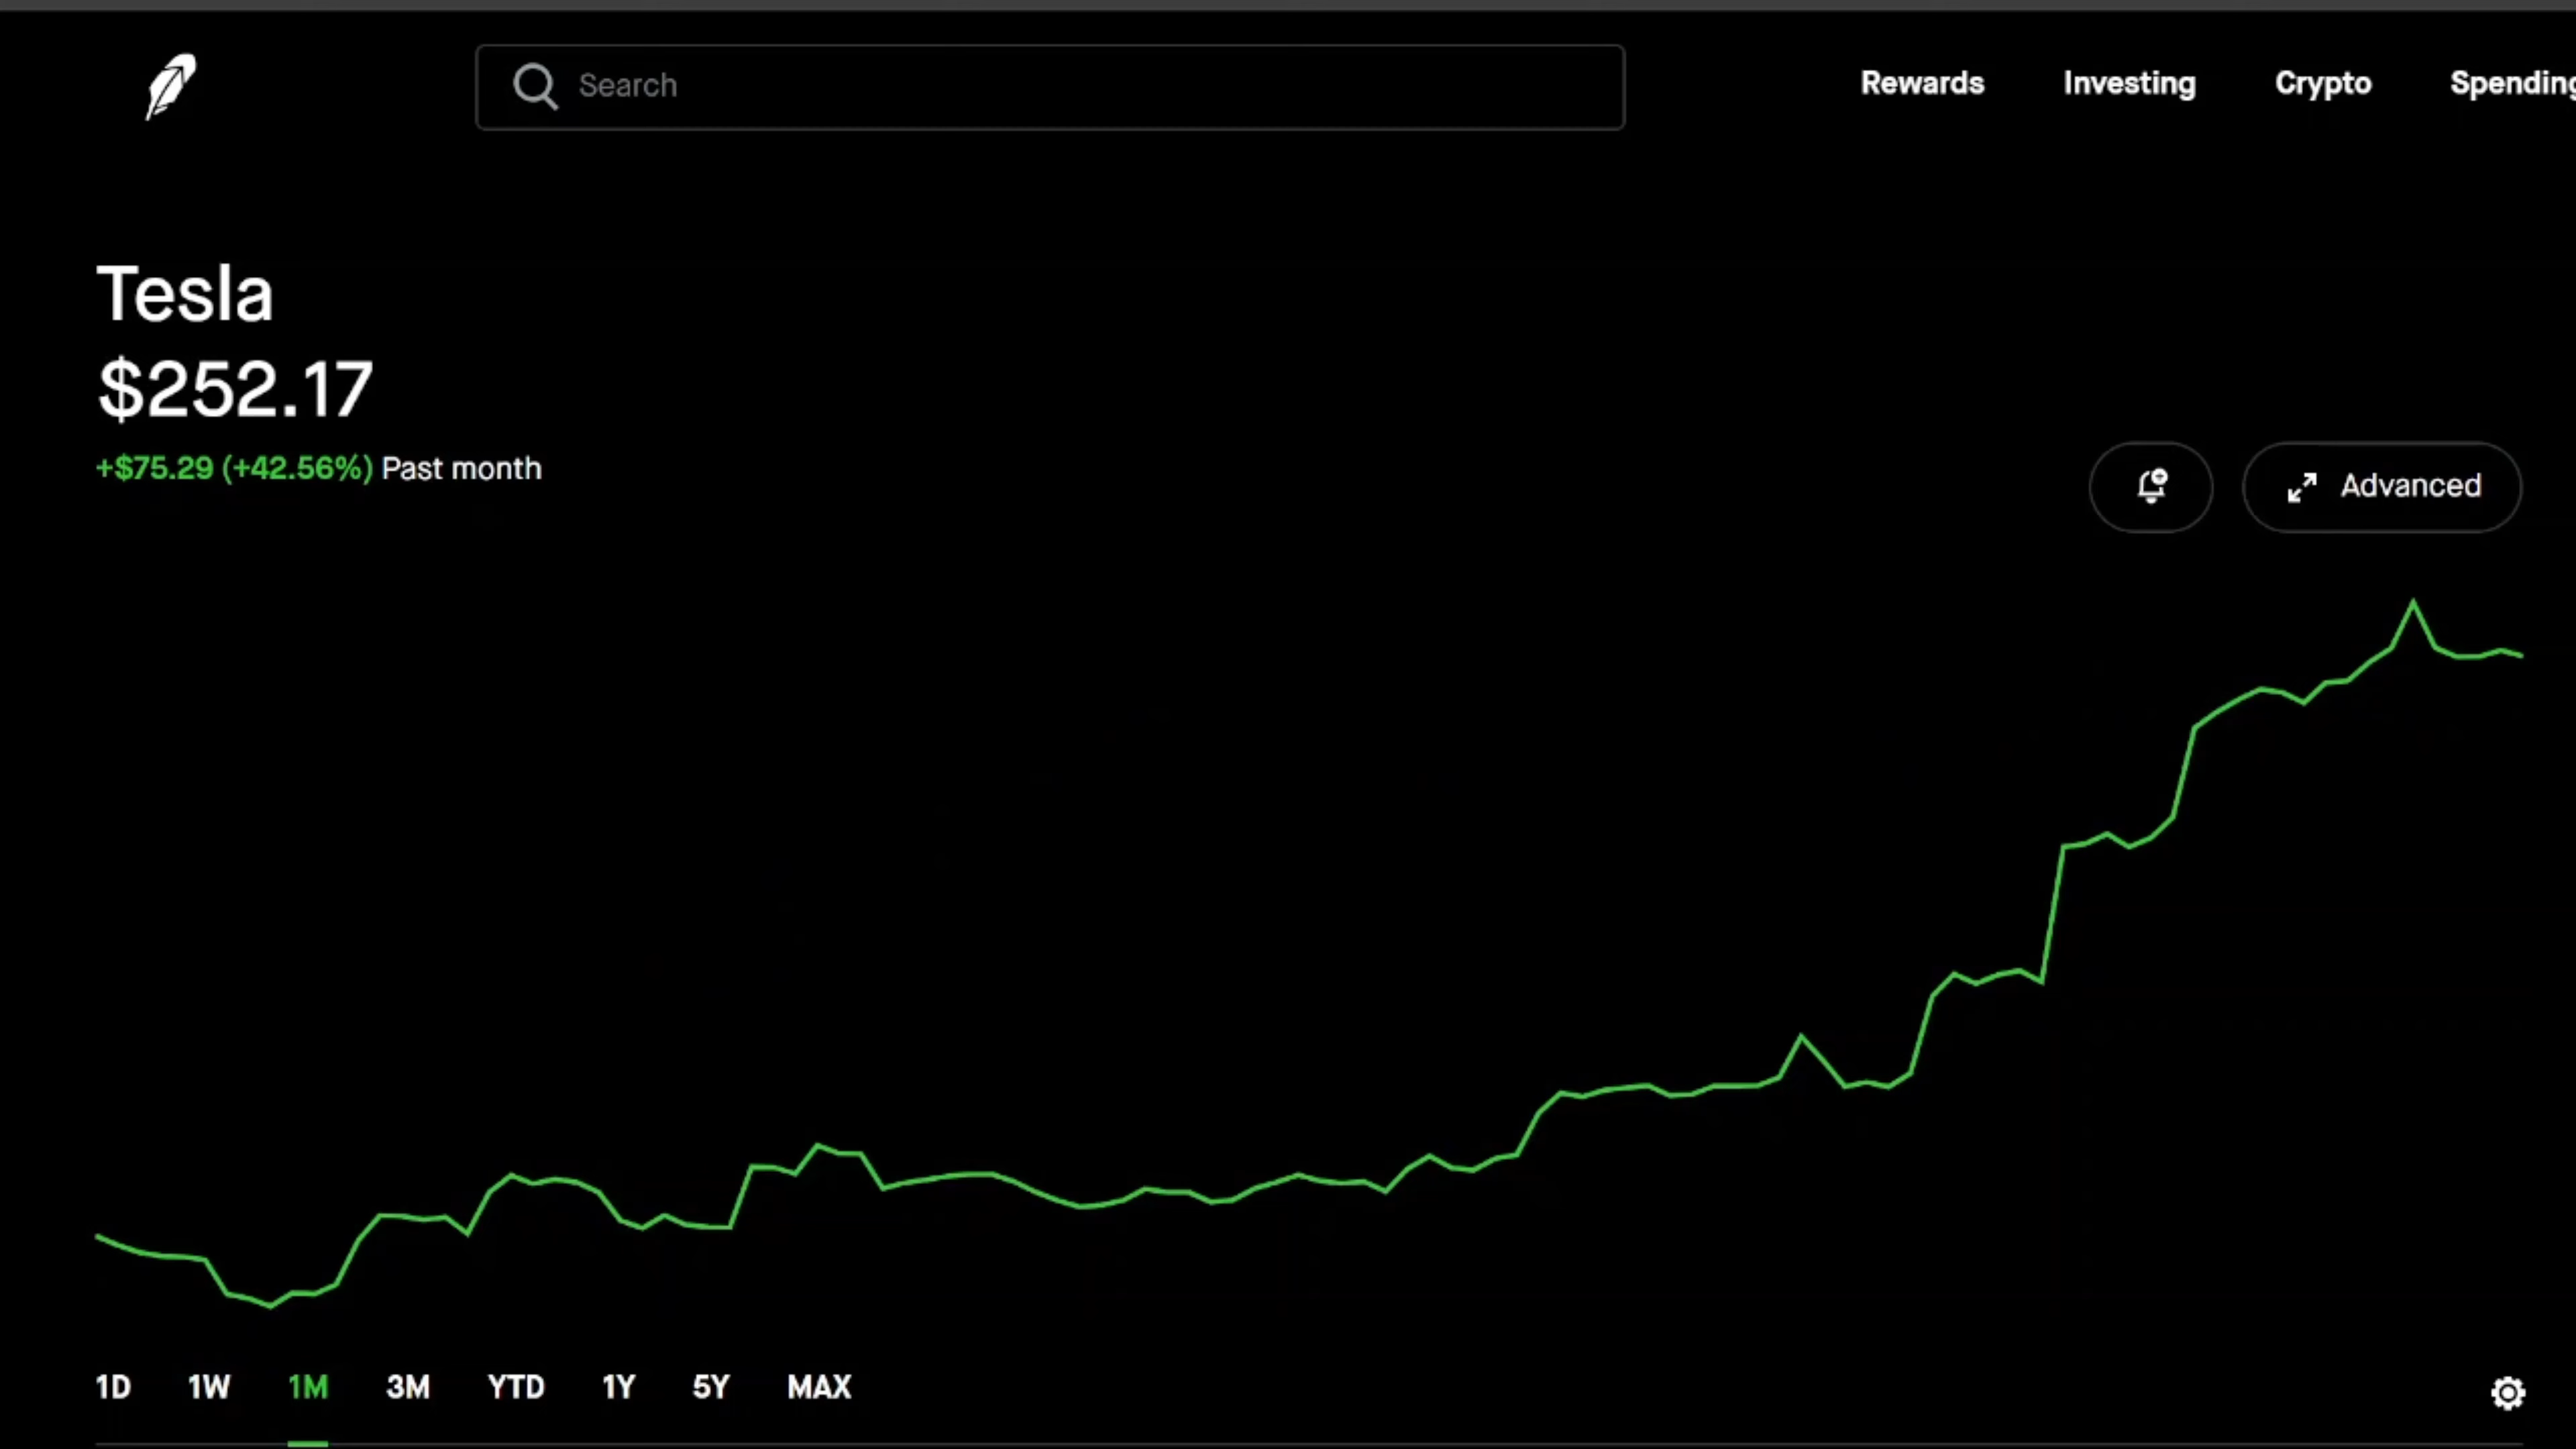 Search
Rewards Investing Crypto Spending
Tesla
$252.17
+$75.29 (+42.56%) Past month
Advanced
1D 1W 1M 3M YTD 1Y 5Y MAX